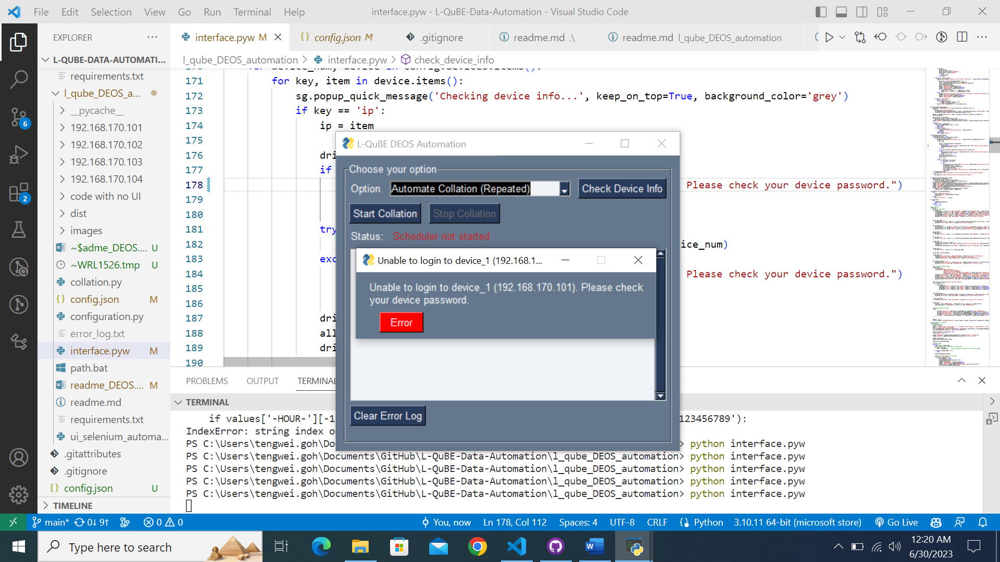 File Edit Selection View Go Run Terminal Help
interface.pyw - L-QuBE-Data-Automation - Visual Studio Code
EXPLORER
interface.pyw M
config.json M
.gitignore
readme.md .\
readme.md l_qube_DEOS_automation
L-QUBE-DATA-AUTOMATI...
l_qube_DEOS_automation > interface.pyw > check_device_info
requirements.txt
l_qube_DEOS_a...
__pycache__
192.168.170.101
192.168.170.102
192.168.170.103
192.168.170.104
code with no UI
dist
images
~$adme_DEOS.... U
~WRL1526.tmp U
collation.py
config.json M
configuration.py
error_log.txt
interface.pyw M
path.bat
readme_DEOS.... M
readme.md
requirements.txt
ui_selenium_automa...
.gitattributes
.gitignore
config.json U
TIMELINE
6
2
171 for key, item in device.items():
172 sg.popup_quick_message('Checking device info...', keep_on_top=True, background_color='grey')
173 if key == 'ip':
174 ip = item
175
176 dri
177 if
178 Please check your device password.")
179
180
181 try
182 ice_num)
183 exc
184 Please check your device password.")
185
186
187 dri
188 all
189 dri
190
L-QuBE DEOS Automation
Choose your option
Option Automate Collation (Repeated) Check Device Info
Start Collation Stop Collation
Status: Scheduler not started
Unable to login to device_1 (192.168.1...
Unable to login to device_1 (192.168.170.101). Please check
your device password.
Error
Clear Error Log
PROBLEMS OUTPUT TERMINAL
TERMINAL
if values['-HOUR-'][-1 123456789'):
IndexError: string index o
PS C:\Users\tengwei.goh\Do > python interface.pyw
PS C:\Users\tengwei.goh\Documents\GitHub\L-QuBE-Data-Automation\l_qube_DEOS_automation> python interface.pyw
PS C:\Users\tengwei.goh\Documents\GitHub\L-QuBE-Data-Automation\l_qube_DEOS_automation> python interface.pyw
PS C:\Users\tengwei.goh\Documents\GitHub\L-QuBE-Data-Automation\l_qube_DEOS_automation> python interface.pyw
PS C:\Users\tengwei.goh\Documents\GitHub\L-QuBE-Data-Automation\l_qube_DEOS_automation> python interface.pyw
main* 0↓ 9↑ 0 0 You, now Ln 178, Col 112 Spaces: 4 UTF-8 CRLF Python 3.10.11 64-bit (microsoft store) Go Live
Type here to search
12:20 AM
6/30/2023